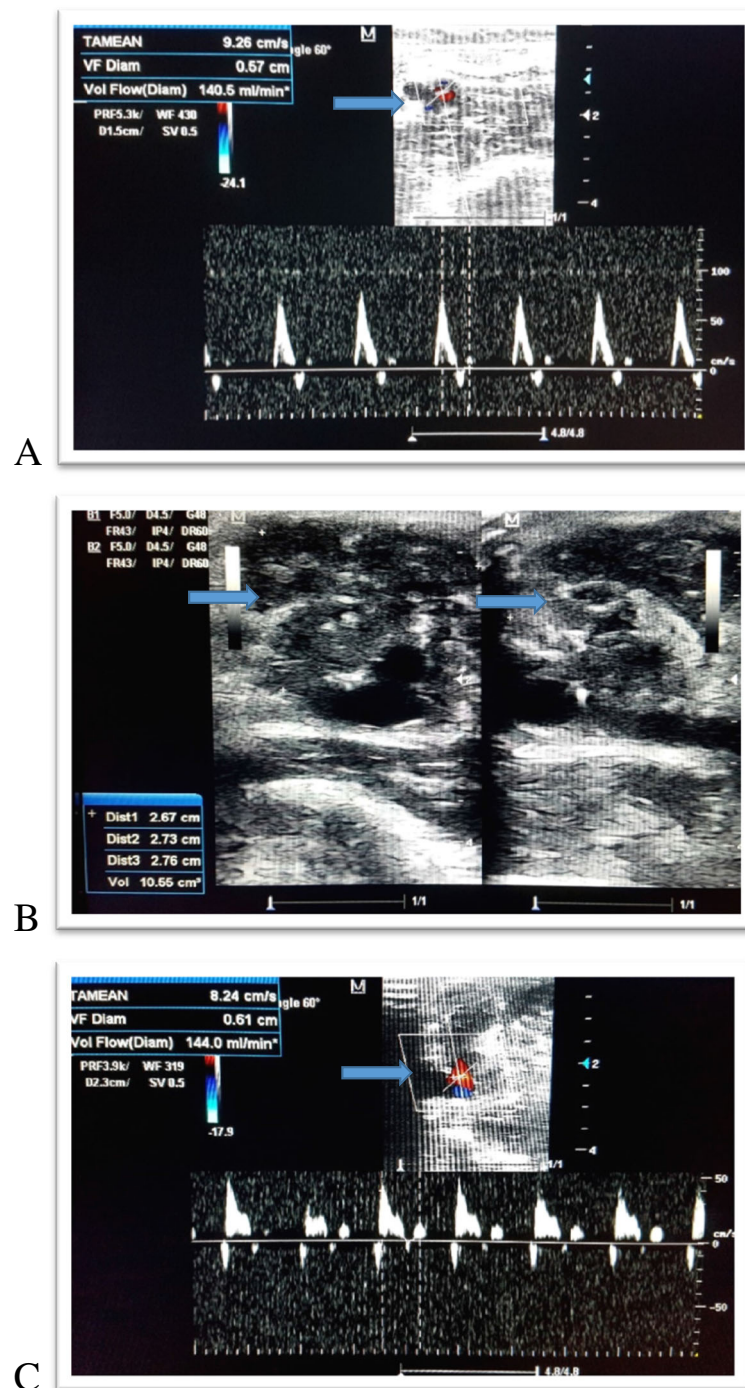 M
TAMEAN 9.26 cm/s
VF Diam 0.57 cm
Vol Flow(Diam) 140.5 ml/min*
gle 60°
PRF5.3k/ WF 430
D1.5cm/ SV 0.5
-24.1
2
4
1/1
100
50
cm/s
0
4.8/4.8
A
B1 F5.0/ D4.5/ G48
FR43/ IP4/ DR60
B2 F5.0/ D4.5/ G48
FR43/ IP4/ DR60
M
M
+ Dist1 2.67 cm
Dist2 2.73 cm
Dist3 2.76 cm
Vol 10.55 cm³
4
1/1
1/1
B
M
TAMEAN 8.24 cm/s
VF Diam 0.61 cm
Vol Flow(Diam) 144.0 ml/min*
gle 60°
PRF3.9k/ WF 319
D2.3cm/ SV 0.5
-17.9
2
4
1/1
50
cm/s
0
-50
4.8/4.8
C